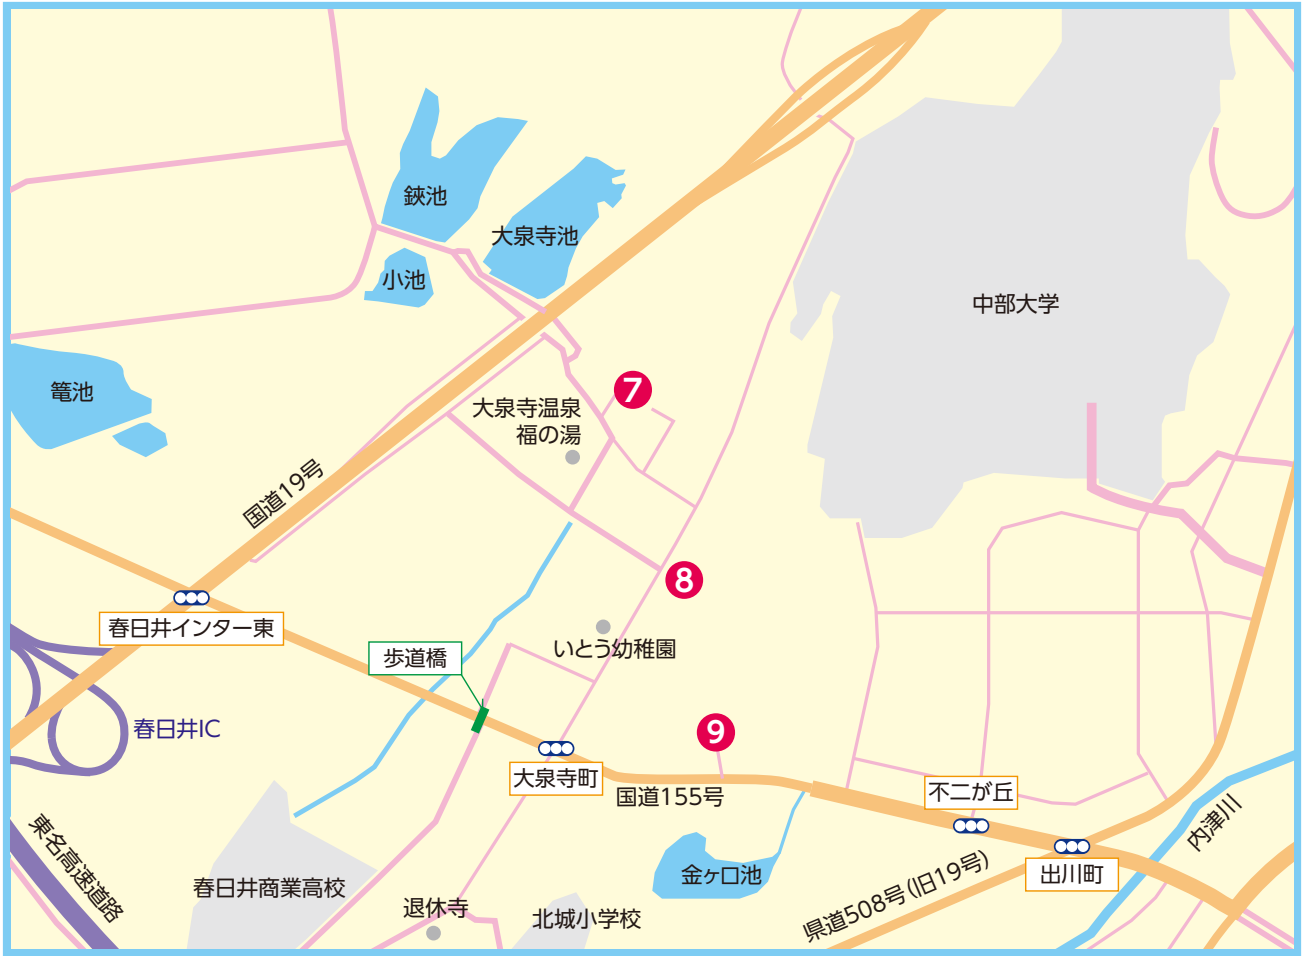 鋏池
大泉寺池
小池
中部大学
篭池
7
大泉寺温泉
福の湯
国道19号
8
春日井インター東
いとう幼稚園
歩道橋
春日井IC
9
大泉寺町
国道155号
不二が丘
内津川
東名高速道路
金ヶ口池
出川町
春日井商業高校
県道508号(旧19号)
退休寺
北城小学校